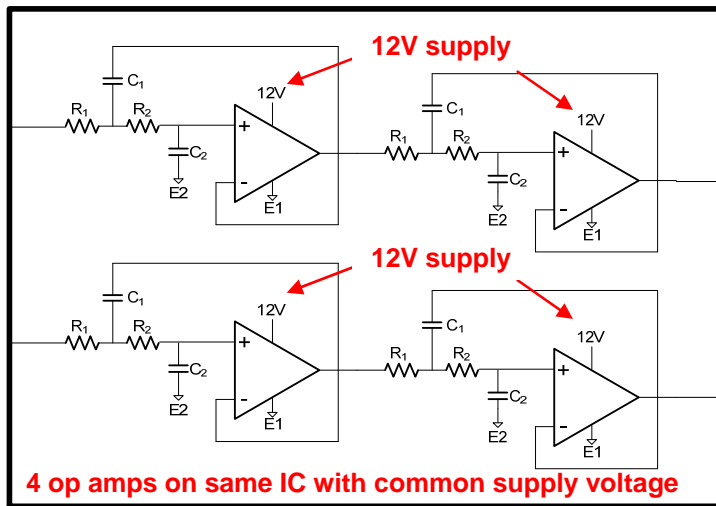 12V supply
C1
12V
R1 R2
C2
E2
E1
+
-
C1
12V
R1 R2
C2
E2
E1
+
-
12V supply
C1
12V
R1 R2
C2
E2
E1
+
-
C1
12V
R1 R2
C2
E2
E1
+
-
4 op amps on same IC with common supply voltage